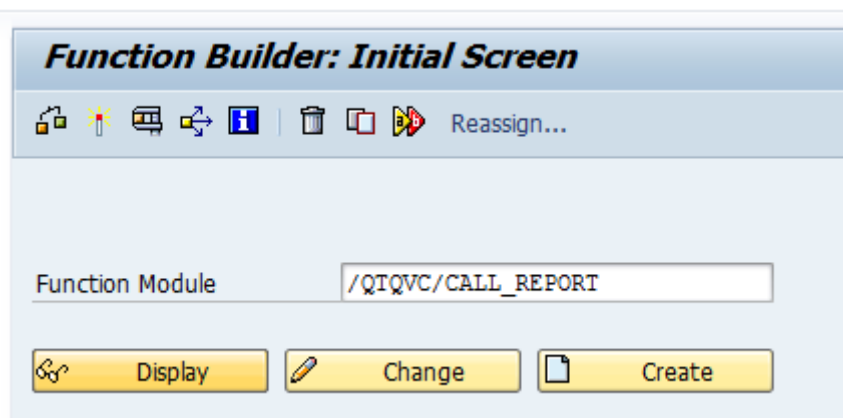 Function Builder: Initial Screen
Reassign...
Function Module /QTQVC/CALL_REPORT
Display Change Create